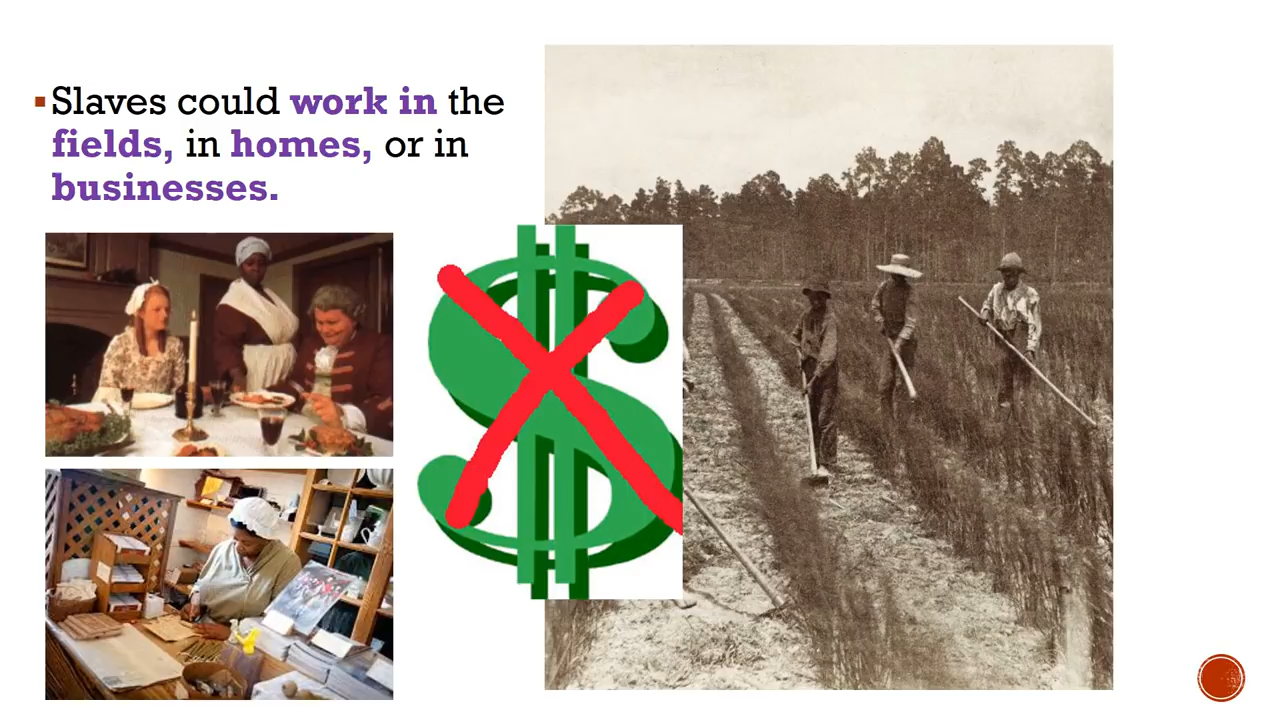 Slaves could work in the
fields, in homes, or in
businesses.